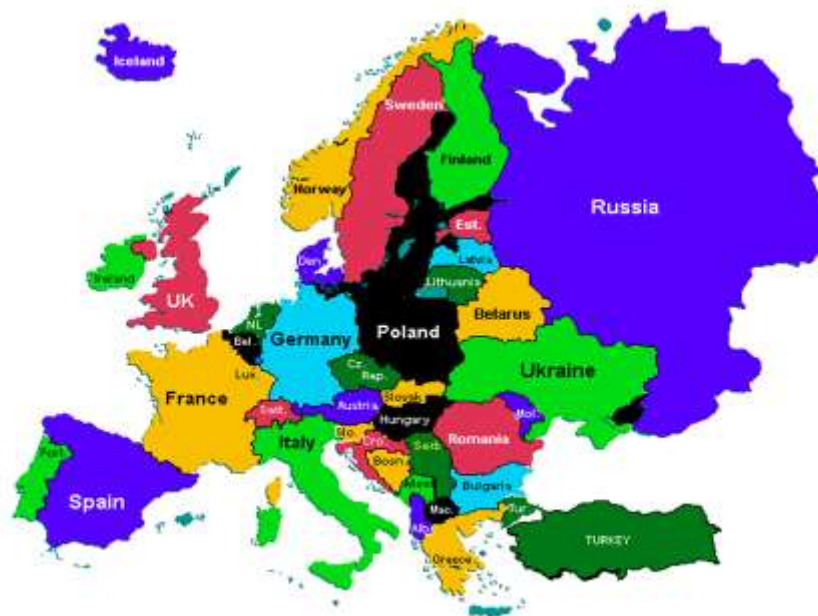 Iceland
Sweden
Finland
Norway
Russia
Est.
Latvia
Den.
Lithuania
Ireland
UK
NL
Belarus
Bel.
Germany
Poland
Cz.
Rep.
Lux.
Ukraine
France
Slovak.
Swit.
Austria
Hungary
Mol.
Slo.
Cro.
Italy
Serb.
Romania
Port.
Bosn.
Spain
Mont.
Bulgaria
Mac.
Tur.
Alb.
TURKEY
Greece